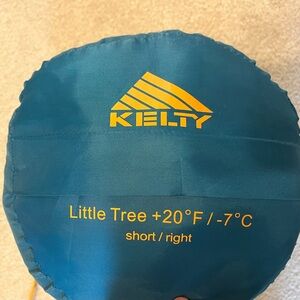 KELTY
Little Tree +20°F / -7°C
short / right